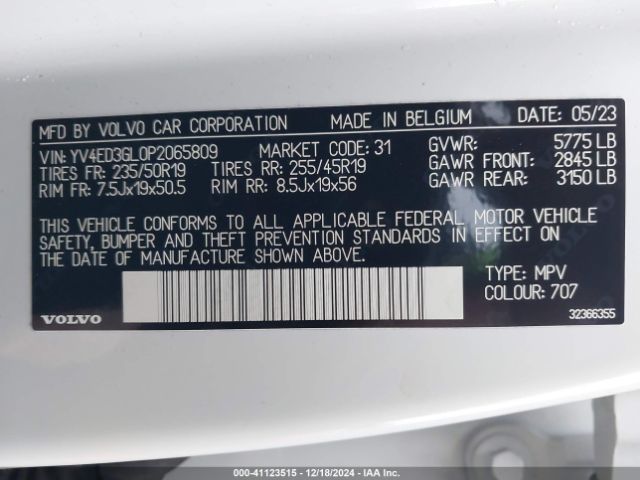 MFD BY VOLVO CAR CORPORATION MADE IN BELGIUM DATE: 05/23
VIN: YV4ED3GL0P2065809 MARKET CODE: 31 GVWR: 5775 LB
TIRES FR: 235/50R19 TIRES RR: 255/45R19 GAWR FRONT: 2845 LB
RIM FR: 7.5Jx19x50.5 RIM RR: 8.5Jx19x56 GAWR REAR: 3150 LB
THIS VEHICLE CONFORMS TO ALL APPLICABLE FEDERAL MOTOR VEHICLE
SAFETY, BUMPER AND THEFT PREVENTION STANDARDS IN EFFECT ON
THE DATE OF MANUFACTURE SHOWN ABOVE.
TYPE: MPV
COLOUR: 707
VOLVO
32366355
000-41123515 • 12/18/2024 - IAA Inc.